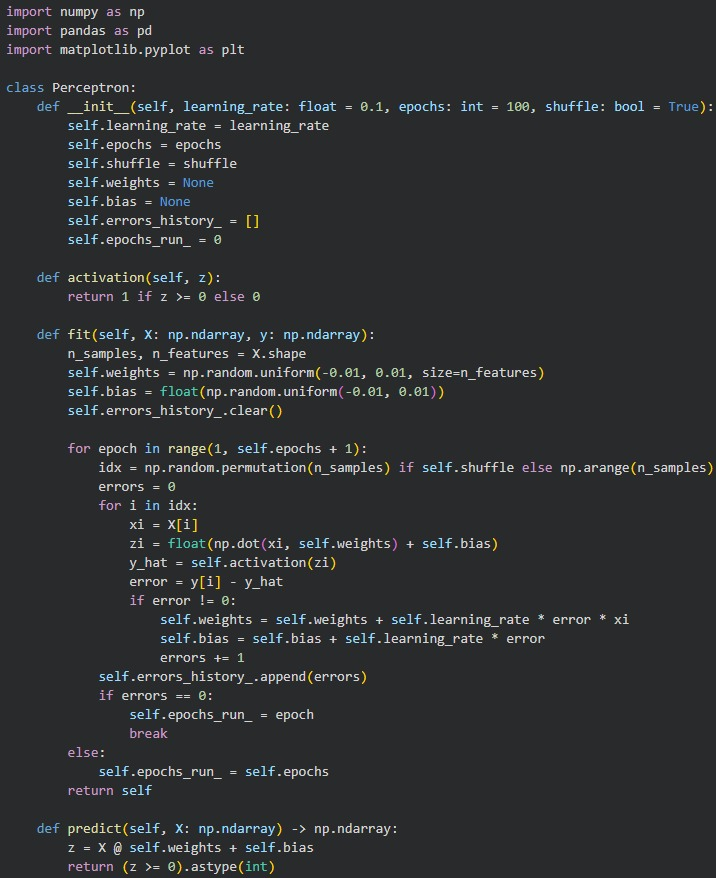 import numpy as np
import pandas as pd
import matplotlib.pyplot as plt

class Perceptron:
    def __init__(self, learning_rate: float = 0.1, epochs: int = 100, shuffle: bool = True):
        self.learning_rate = learning_rate
        self.epochs = epochs
        self.shuffle = shuffle
        self.weights = None
        self.bias = None
        self.errors_history_ = []
        self.epochs_run_ = 0

    def activation(self, z):
        return 1 if z >= 0 else 0

    def fit(self, X: np.ndarray, y: np.ndarray):
        n_samples, n_features = X.shape
        self.weights = np.random.uniform(-0.01, 0.01, size=n_features)
        self.bias = float(np.random.uniform(-0.01, 0.01))
        self.errors_history_.clear()

        for epoch in range(1, self.epochs + 1):
            idx = np.random.permutation(n_samples) if self.shuffle else np.arange(n_samples)
            errors = 0
            for i in idx:
                xi = X[i]
                zi = float(np.dot(xi, self.weights) + self.bias)
                y_hat = self.activation(zi)
                error = y[i] - y_hat
                if error != 0:
                    self.weights = self.weights + self.learning_rate * error * xi
                    self.bias = self.bias + self.learning_rate * error
                    errors += 1
            self.errors_history_.append(errors)
            if errors == 0:
                self.epochs_run_ = epoch
                break
        else:
            self.epochs_run_ = self.epochs
        return self

    def predict(self, X: np.ndarray) -> np.ndarray:
        z = X @ self.weights + self.bias
        return (z >= 0).astype(int)